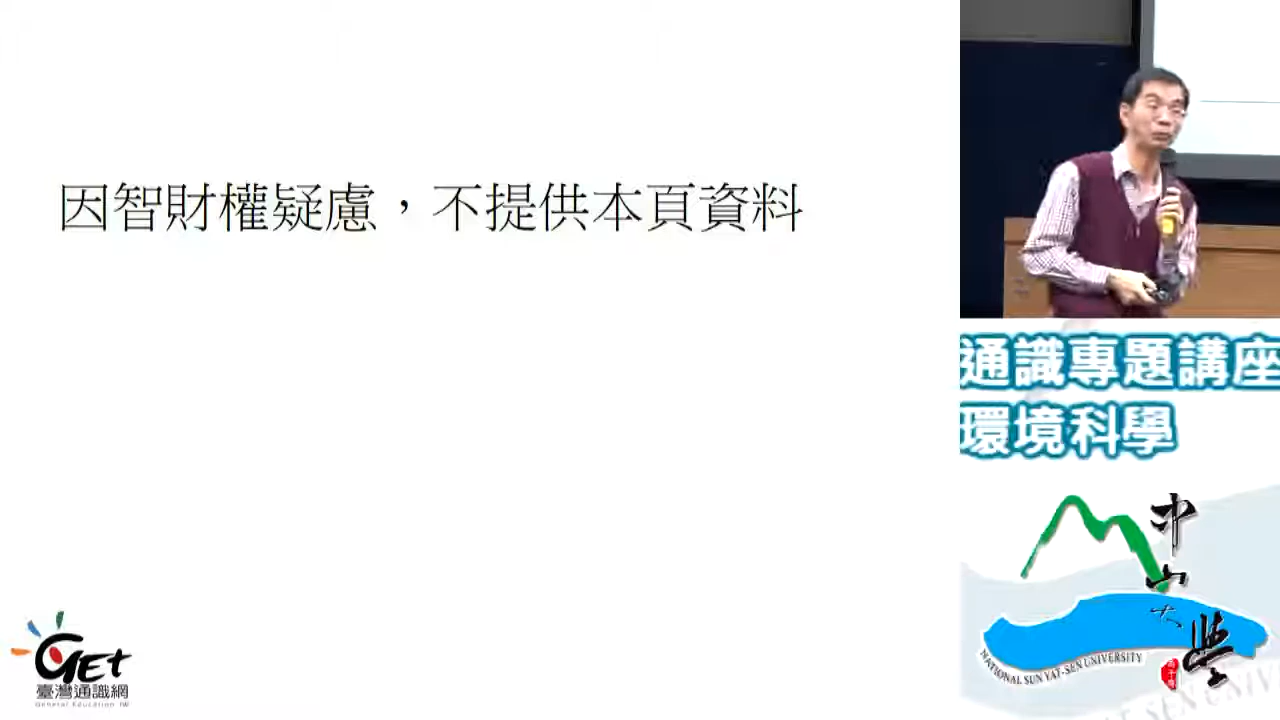 因智財權疑慮，不提供本頁資料
通識專題講座
環境科學
中山大學
NATIONAL SUN YAT-SEN UNIVERSITY
GET
臺灣通識網
General Education TW